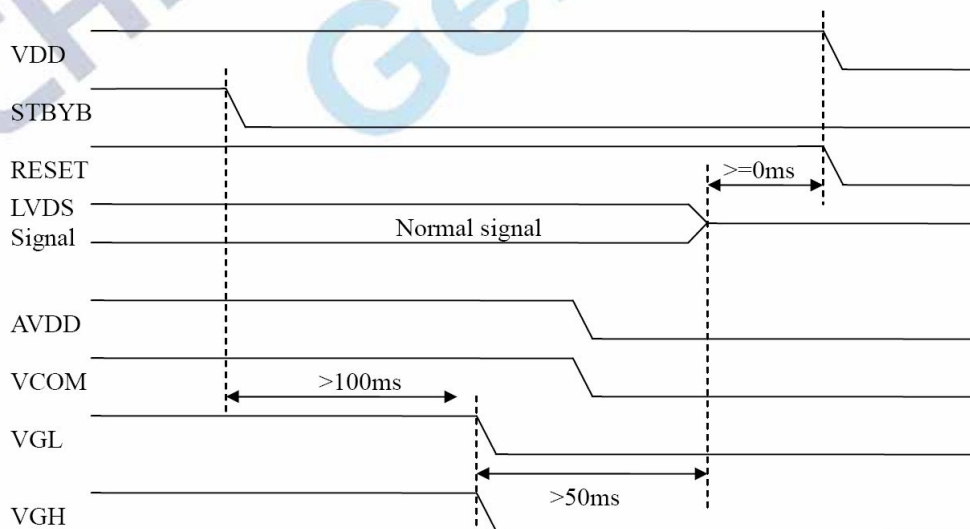 VDD
STBYB
RESET
>=0ms
LVDS
Signal
Normal signal
AVDD
VCOM
>100ms
VGL
>50ms
VGH